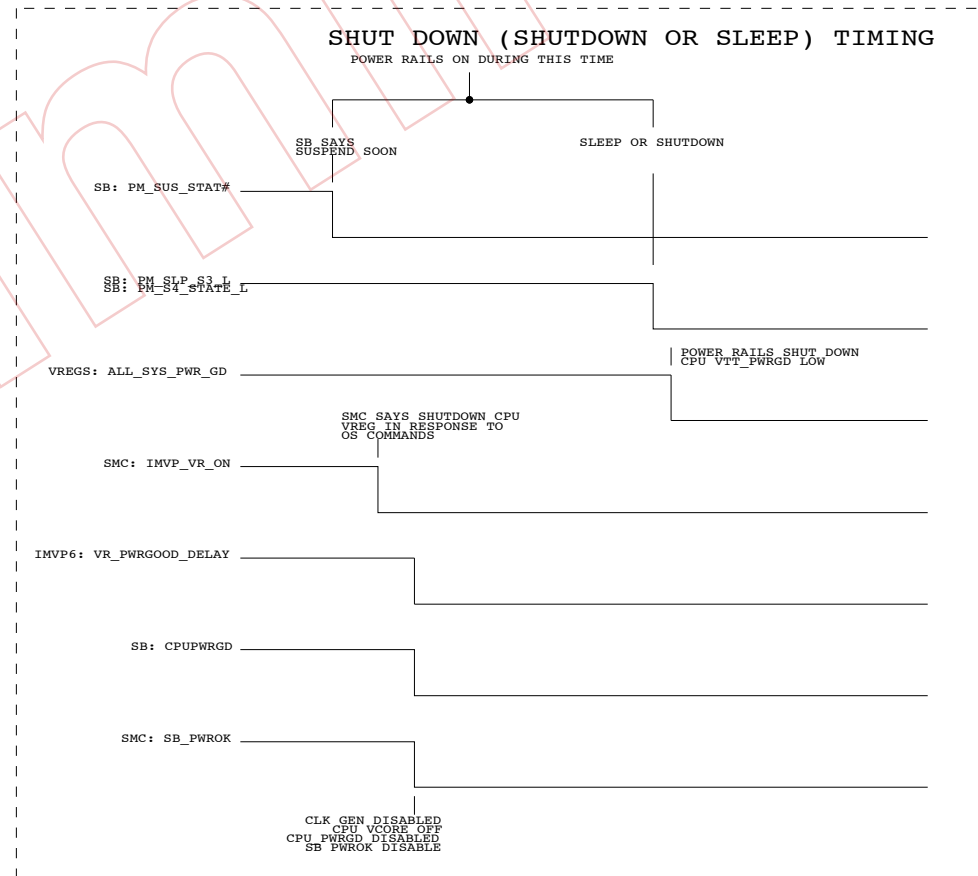 SHUT DOWN (SHUTDOWN OR SLEEP) TIMING
POWER RAILS ON DURING THIS TIME
SB SAYS
SUSPEND SOON
SLEEP OR SHUTDOWN
SB: PM_SUS_STAT#
SB: PM_SLP_S3_L
SB: PM_S4_STATE_L
POWER RAILS SHUT DOWN
CPU VTT_PWRGD LOW
VREGS: ALL_SYS_PWR_GD
SMC SAYS SHUTDOWN CPU
VREG IN RESPONSE TO
OS COMMANDS
SMC: IMVP_VR_ON
IMVP6: VR_PWRGOOD_DELAY
SB: CPUPWRGD
SMC: SB_PWROK
CLK GEN DISABLED
CPU VCORE OFF
CPU PWRGD DISABLED
SB PWROK DISABLE